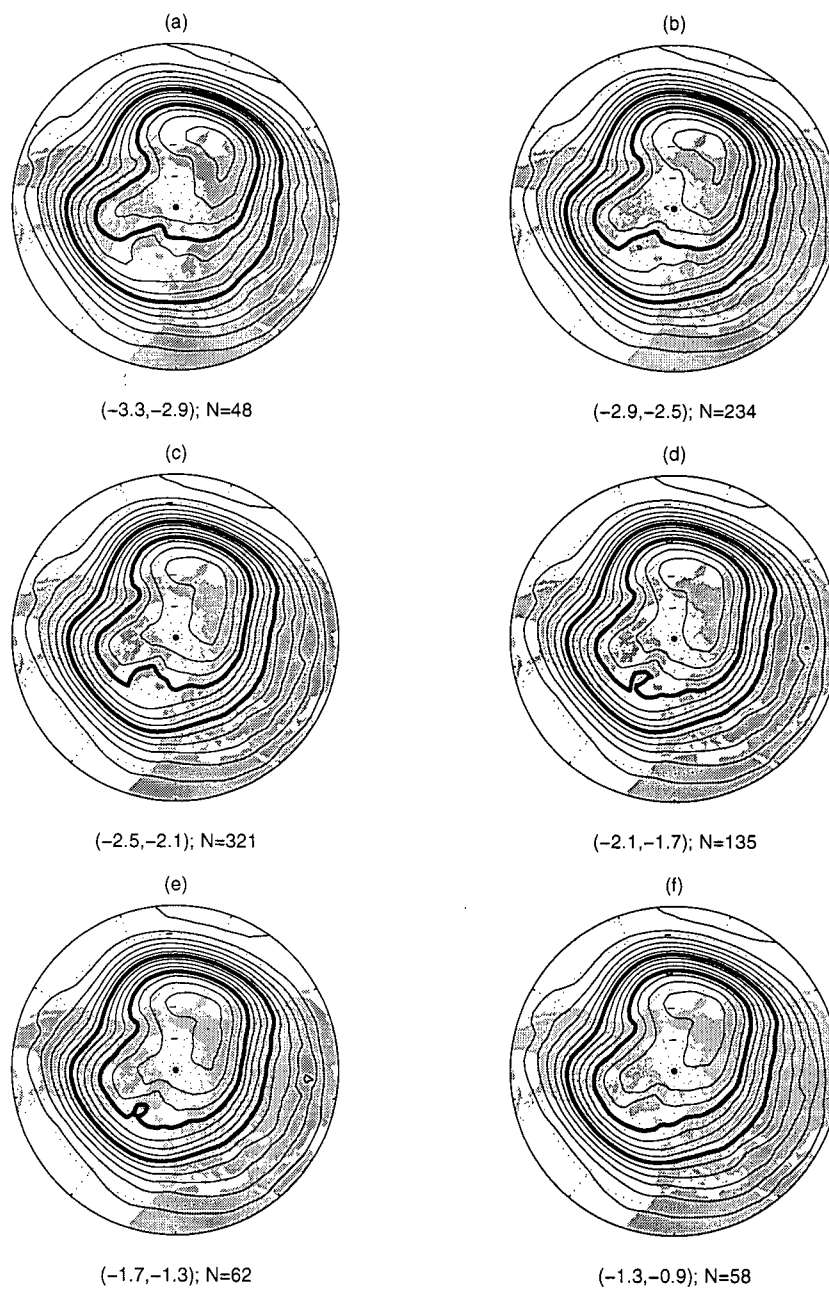 (a)
(b)
(−3.3,−2.9); N=48
(−2.9,−2.5); N=234
(c)
(d)
(−2.5,−2.1); N=321
(−2.1,−1.7); N=135
(e)
(f)
(−1.7,−1.3); N=62
(−1.3,−0.9); N=58